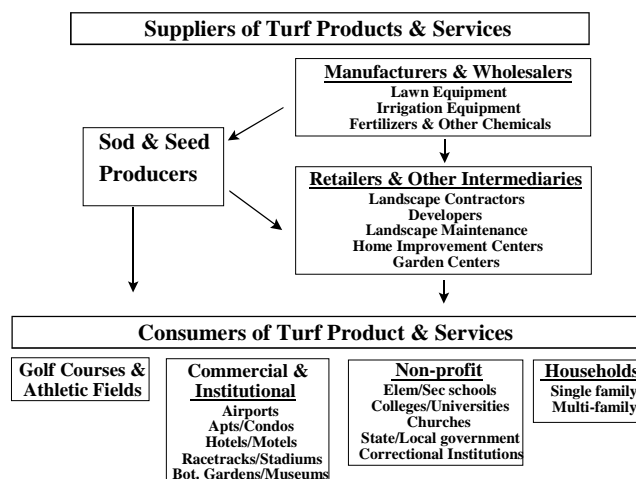 Suppliers of Turf Products & Services
Manufacturers & Wholesalers
Lawn Equipment
Irrigation Equipment
Fertilizers & Other Chemicals
Sod & Seed
Producers
Retailers & Other Intermediaries
Landscape Contractors
Developers
Landscape Maintenance
Home Improvement Centers
Garden Centers
Consumers of Turf Product & Services
Golf Courses &
Athletic Fields
Commercial &
Institutional
Airports
Apts/Condos
Hotels/Motels
Racetracks/Stadiums
Bot. Gardens/Museums
Non-profit
Elem/Sec schools
Colleges/Universities
Churches
State/Local government
Correctional Institutions
Households
Single family
Multi-family